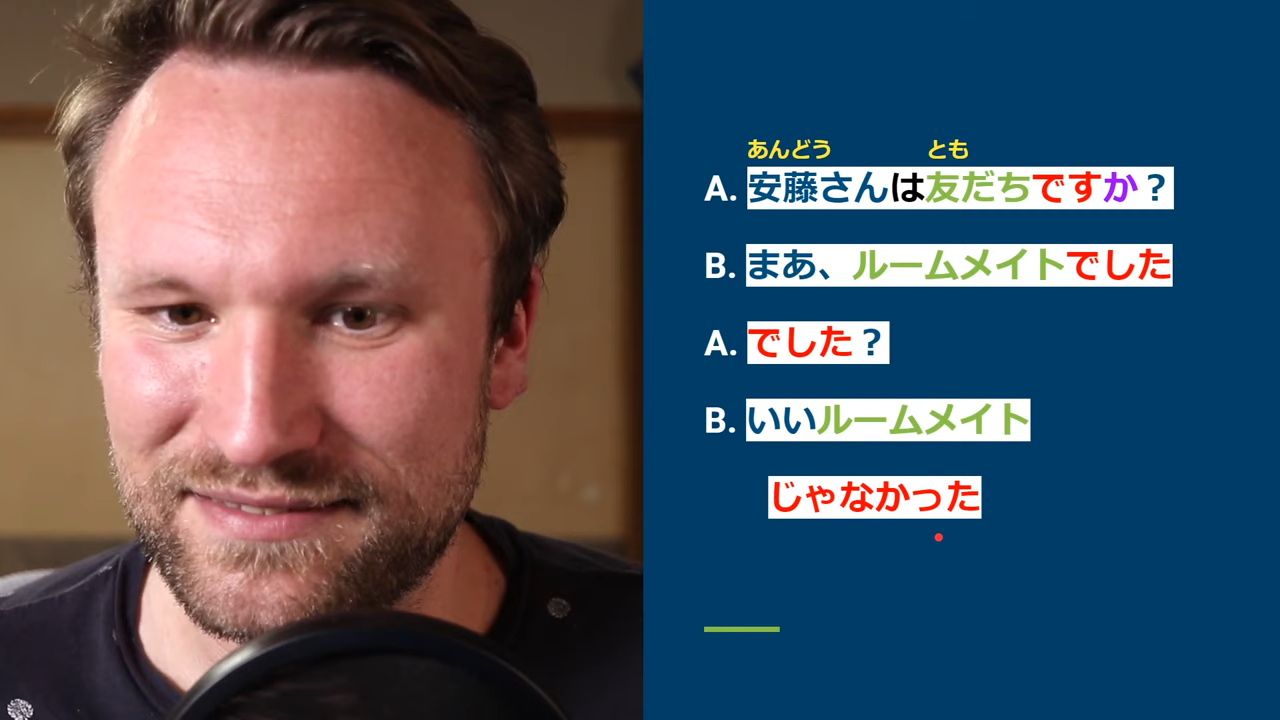 あんどう とも
A. 安藤さんは友だちですか？
B. まあ、ルームメイトでした
A. でした？
B. いいルームメイト
じゃなかった